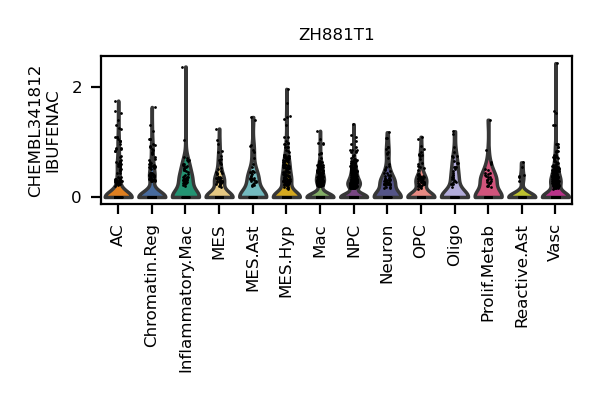 ZH881T1
CHEMBL341812
IBUFENAC
2
0
AC
Chromatin.Reg
Inflammatory.Mac
MES
MES.Ast
MES.Hyp
Mac
NPC
Neuron
OPC
Oligo
Prolif.Metab
Reactive.Ast
Vasc